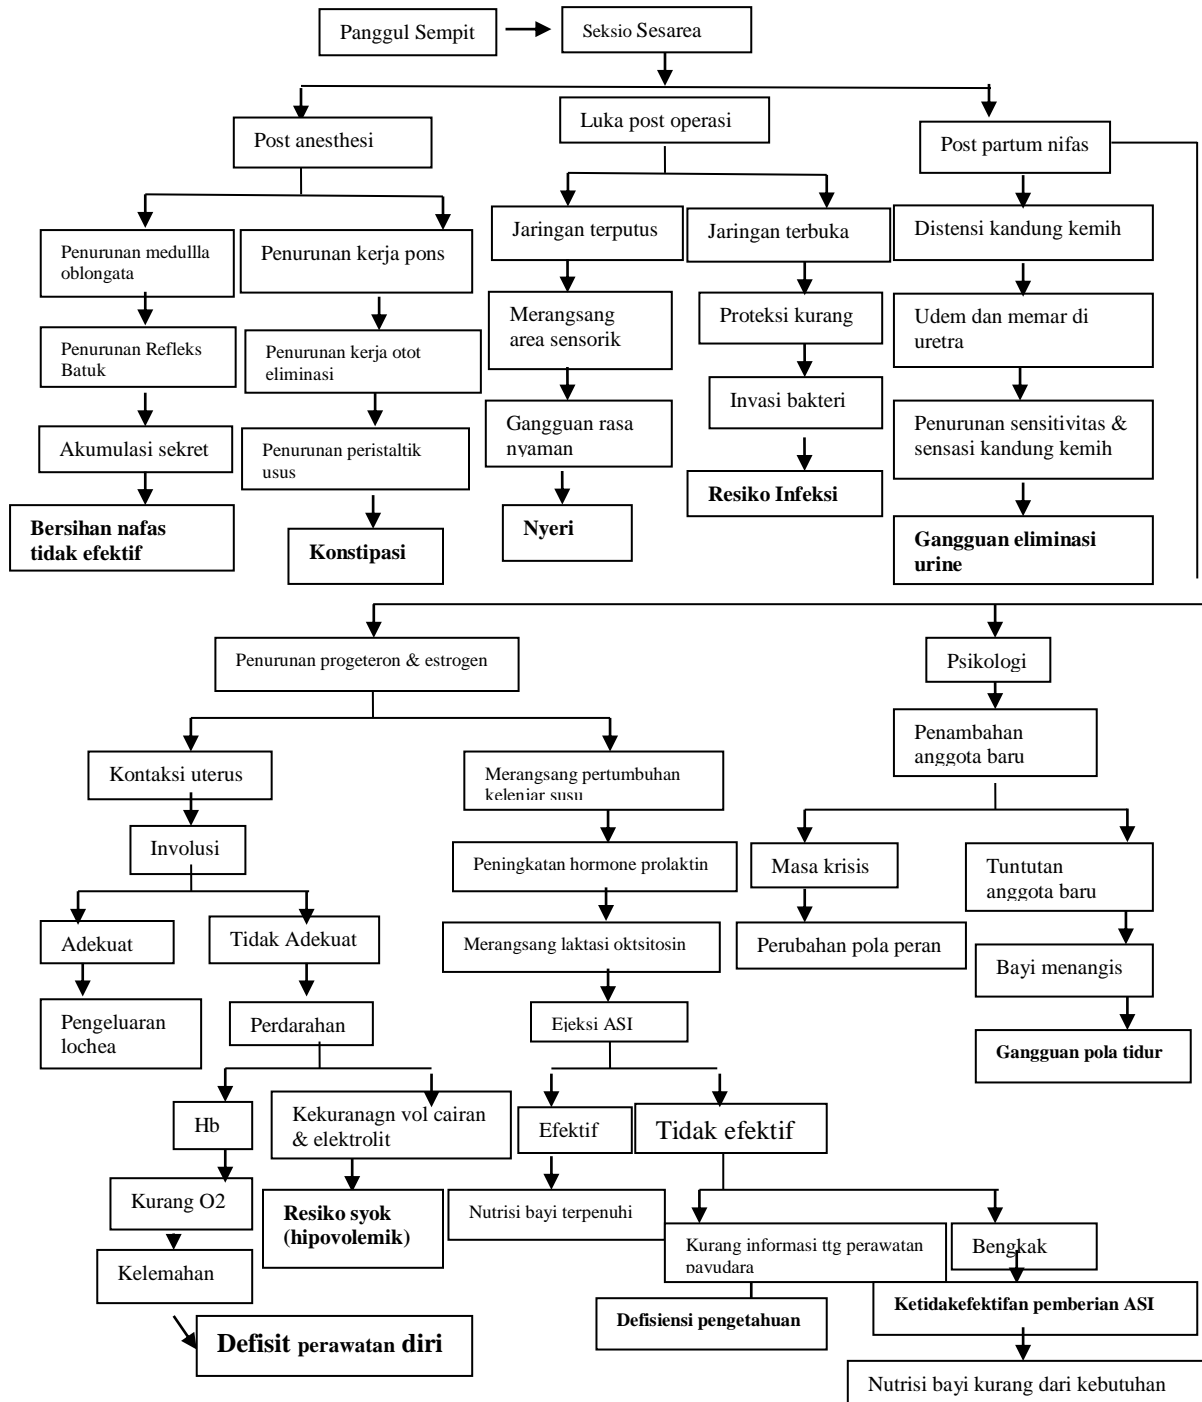 Panggul Sempit
Seksio Sesarea
Post anesthesi
Luka post operasi
Post partum nifas
Penurunan medullla
oblongata
Penurunan kerja pons
Jaringan terputus
Jaringan terbuka
Distensi kandung kemih
Penurunan Refleks
Batuk
Penurunan kerja otot
eliminasi
Merangsang
area sensorik
Proteksi kurang
Udem dan memar di
uretra
Akumulasi sekret
Penurunan peristaltik
usus
Gangguan rasa
nyaman
Invasi bakteri
Penurunan sensitivitas &
sensasi kandung kemih
Bersihan nafas
tidak efektif
Konstipasi
Nyeri
Resiko Infeksi
Gangguan eliminasi
urine
Penurunan progeteron & estrogen
Psikologi
Kontaksi uterus
Merangsang pertumbuhan
kelenjar susu
Penambahan
anggota baru
Involusi
Peningkatan hormone prolaktin
Masa krisis
Tuntutan
anggota baru
Adekuat
Tidak Adekuat
Merangsang laktasi oktsitosin
Perubahan pola peran
Bayi menangis
Pengeluaran
lochea
Perdarahan
Ejeksi ASI
Gangguan pola tidur
Hb
Kekuranagn vol cairan
& elektrolit
Efektif
Tidak efektif
Kurang O2
Resiko syok
(hipovolemik)
Nutrisi bayi terpenuhi
Kurang informasi ttg perawatan
payudara
Bengkak
Kelemahan
Defisiensi pengetahuan
Ketidakefektifan pemberian ASI
Defisit perawatan diri
Nutrisi bayi kurang dari kebutuhan